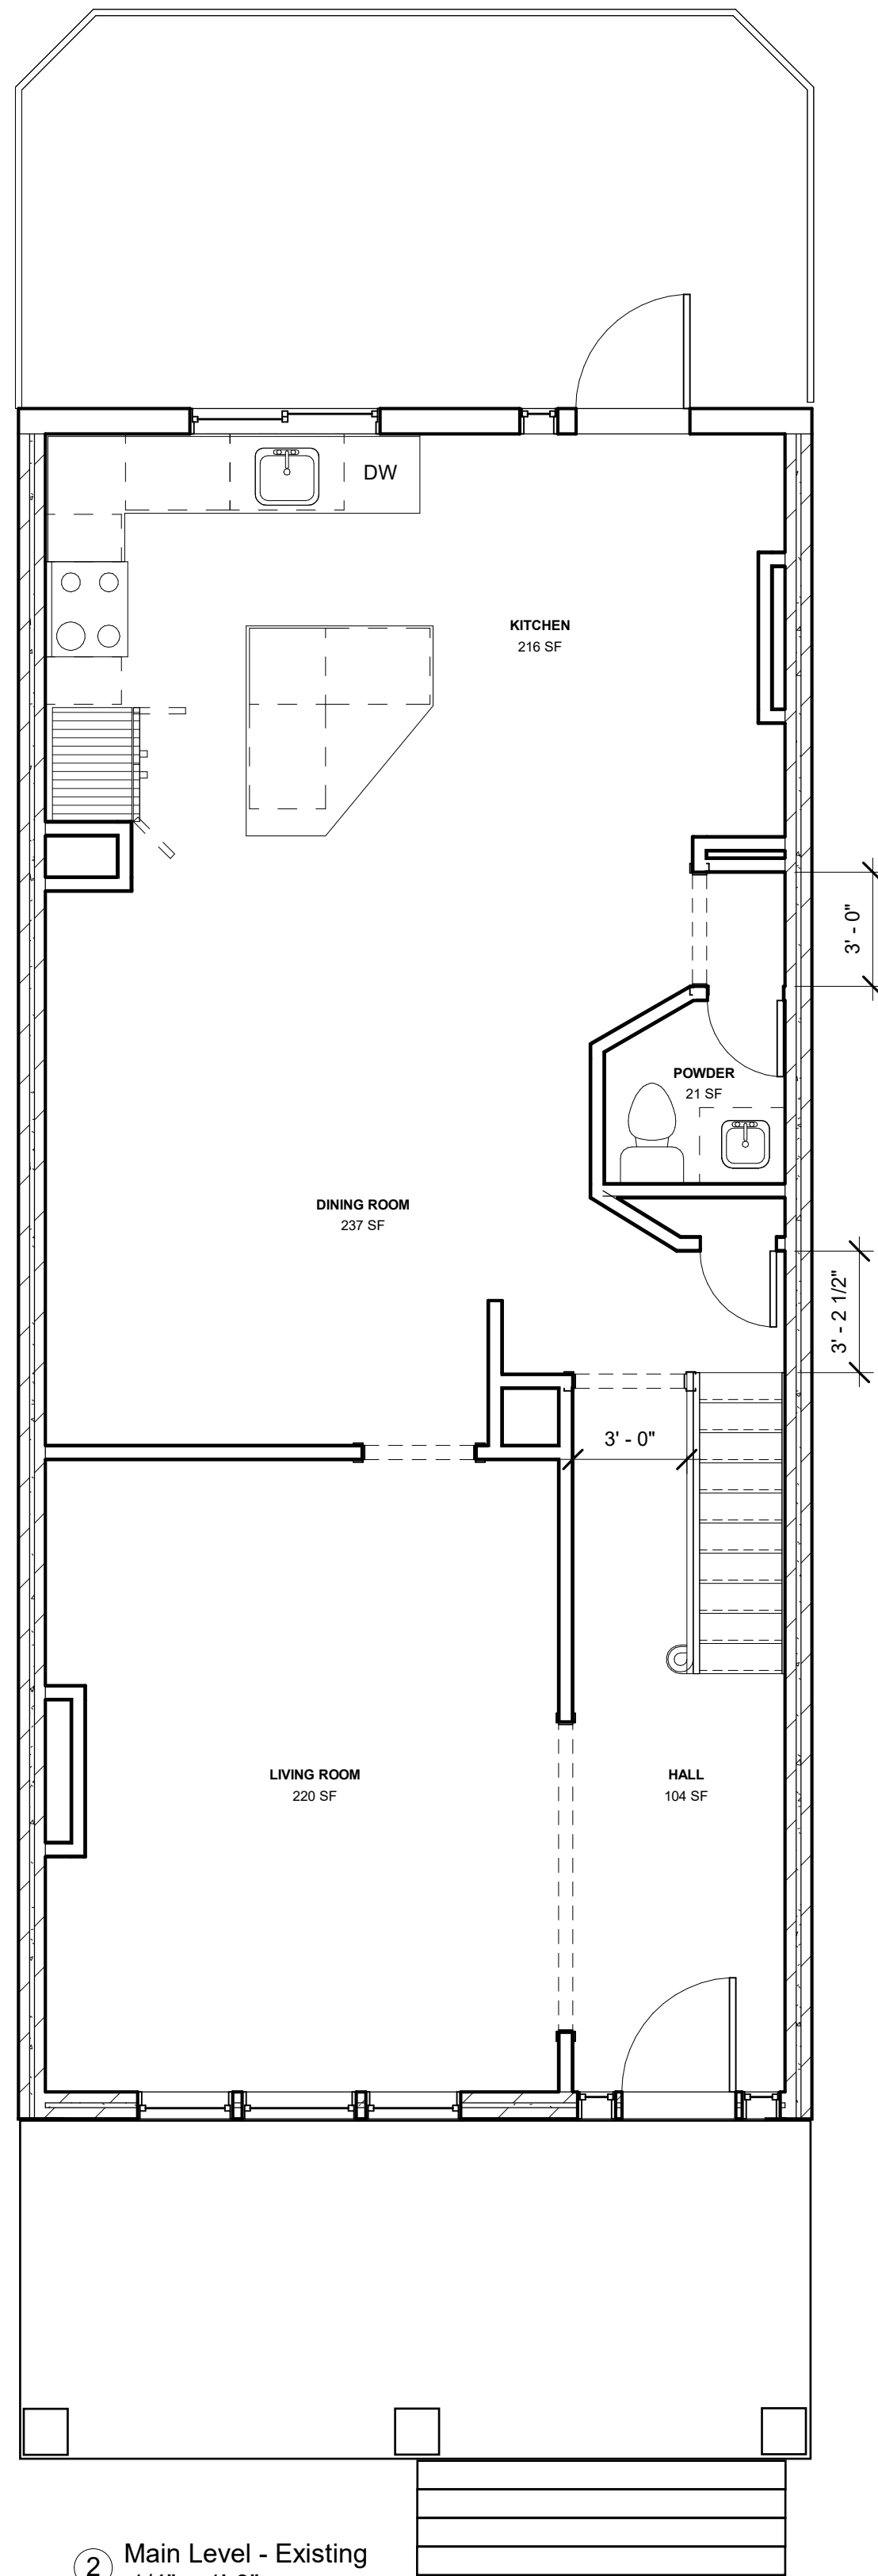 DW
KITCHEN
216 SF
3' - 0"
POWDER
21 SF
DINING ROOM
237 SF
3' - 2 1/2"
3' - 0"
LIVING ROOM
220 SF
HALL
104 SF
2
Main Level - Existing